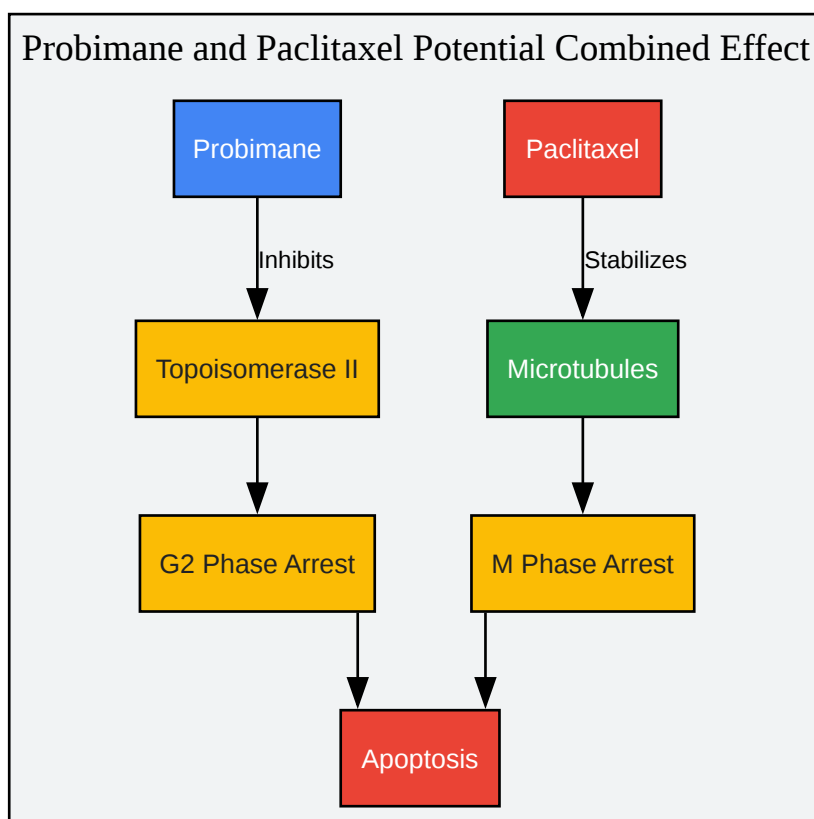 Probimane and Paclitaxel Potential Combined Effect
Probimane
Paclitaxel
Inhibits
Stabilizes
Topoisomerase II
Microtubules
G2 Phase Arrest
M Phase Arrest
Apoptosis